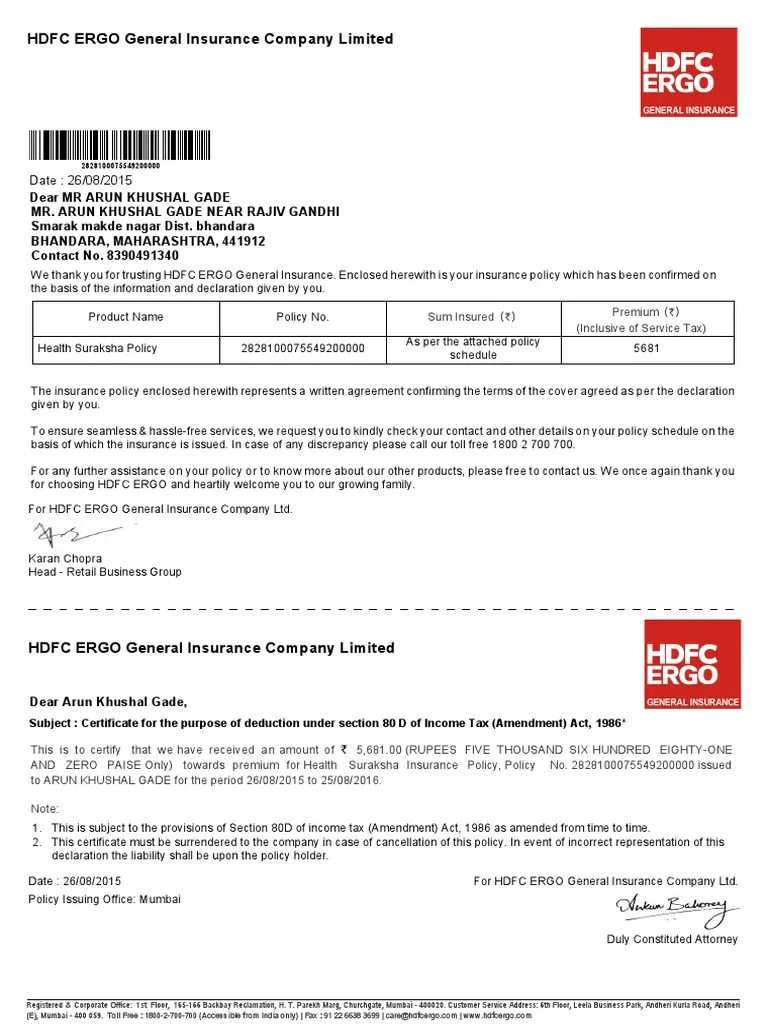 HDFC ERGO General Insurance Company Limited
HDFC
ERGO
GENERAL INSURANCE
2828100075549200000
Date : 26/08/2015
Dear MR ARUN KHUSHAL GADE
MR. ARUN KHUSHAL GADE NEAR RAJIV GANDHI
Smarak makde nagar Dist. bhandara
BHANDARA, MAHARASHTRA, 441912
Contact No. 8390491340
We thank you for trusting HDFC ERGO General Insurance. Enclosed herewith is your insurance policy which has been confirmed on
the basis of the information and declaration given by you.
Product Name Policy No. Sum Insured (₹) Premium (₹)
(Inclusive of Service Tax)
Health Suraksha Policy 2828100075549200000 As per the attached policy
schedule 5681
The insurance policy enclosed herewith represents a written agreement confirming the terms of the cover agreed as per the declaration
given by you.
To ensure seamless & hassle-free services, we request you to kindly check your contact and other details on your policy schedule on the
basis of which the insurance is issued. In case of any discrepancy please call our toll free 1800 2 700 700.
For any further assistance on your policy or to know more about our other products, please free to contact us. We once again thank you
for choosing HDFC ERGO and heartily welcome you to our growing family.
For HDFC ERGO General Insurance Company Ltd.
Karan Chopra
Head - Retail Business Group
HDFC ERGO General Insurance Company Limited
HDFC
ERGO
GENERAL INSURANCE
Dear Arun Khushal Gade,
Subject : Certificate for the purpose of deduction under section 80 D of Income Tax (Amendment) Act, 1986*
This is to certify that we have received an amount of ₹ 5,681.00 (RUPEES FIVE THOUSAND SIX HUNDRED EIGHTY-ONE
AND ZERO PAISE Only) towards premium for Health Suraksha Insurance Policy, Policy No. 2828100075549200000 issued
to ARUN KHUSHAL GADE for the period 26/08/2015 to 25/08/2016.
Note:
1. This is subject to the provisions of Section 80D of income tax (Amendment) Act, 1986 as amended from time to time.
2. This certificate must be surrendered to the company in case of cancellation of this policy. In event of incorrect representation of this
declaration the liability shall be upon the policy holder.
Date : 26/08/2015 For HDFC ERGO General Insurance Company Ltd.
Policy Issuing Office: Mumbai
Duly Constituted Attorney
Registered & Corporate Office: 1st Floor, 165-166 Backbay Reclamation, H. T. Parekh Marg, Churchgate, Mumbai - 400020. Customer Service Address: 6th Floor, Leela Business Park, Andheri Kurla Road, Andheri
(E), Mumbai - 400 059. Toll Free : 1800-2-700-700 (Accessible from India only) | Fax : 91 22 6638 3699 | care@hdfcergo.com | www.hdfcergo.com